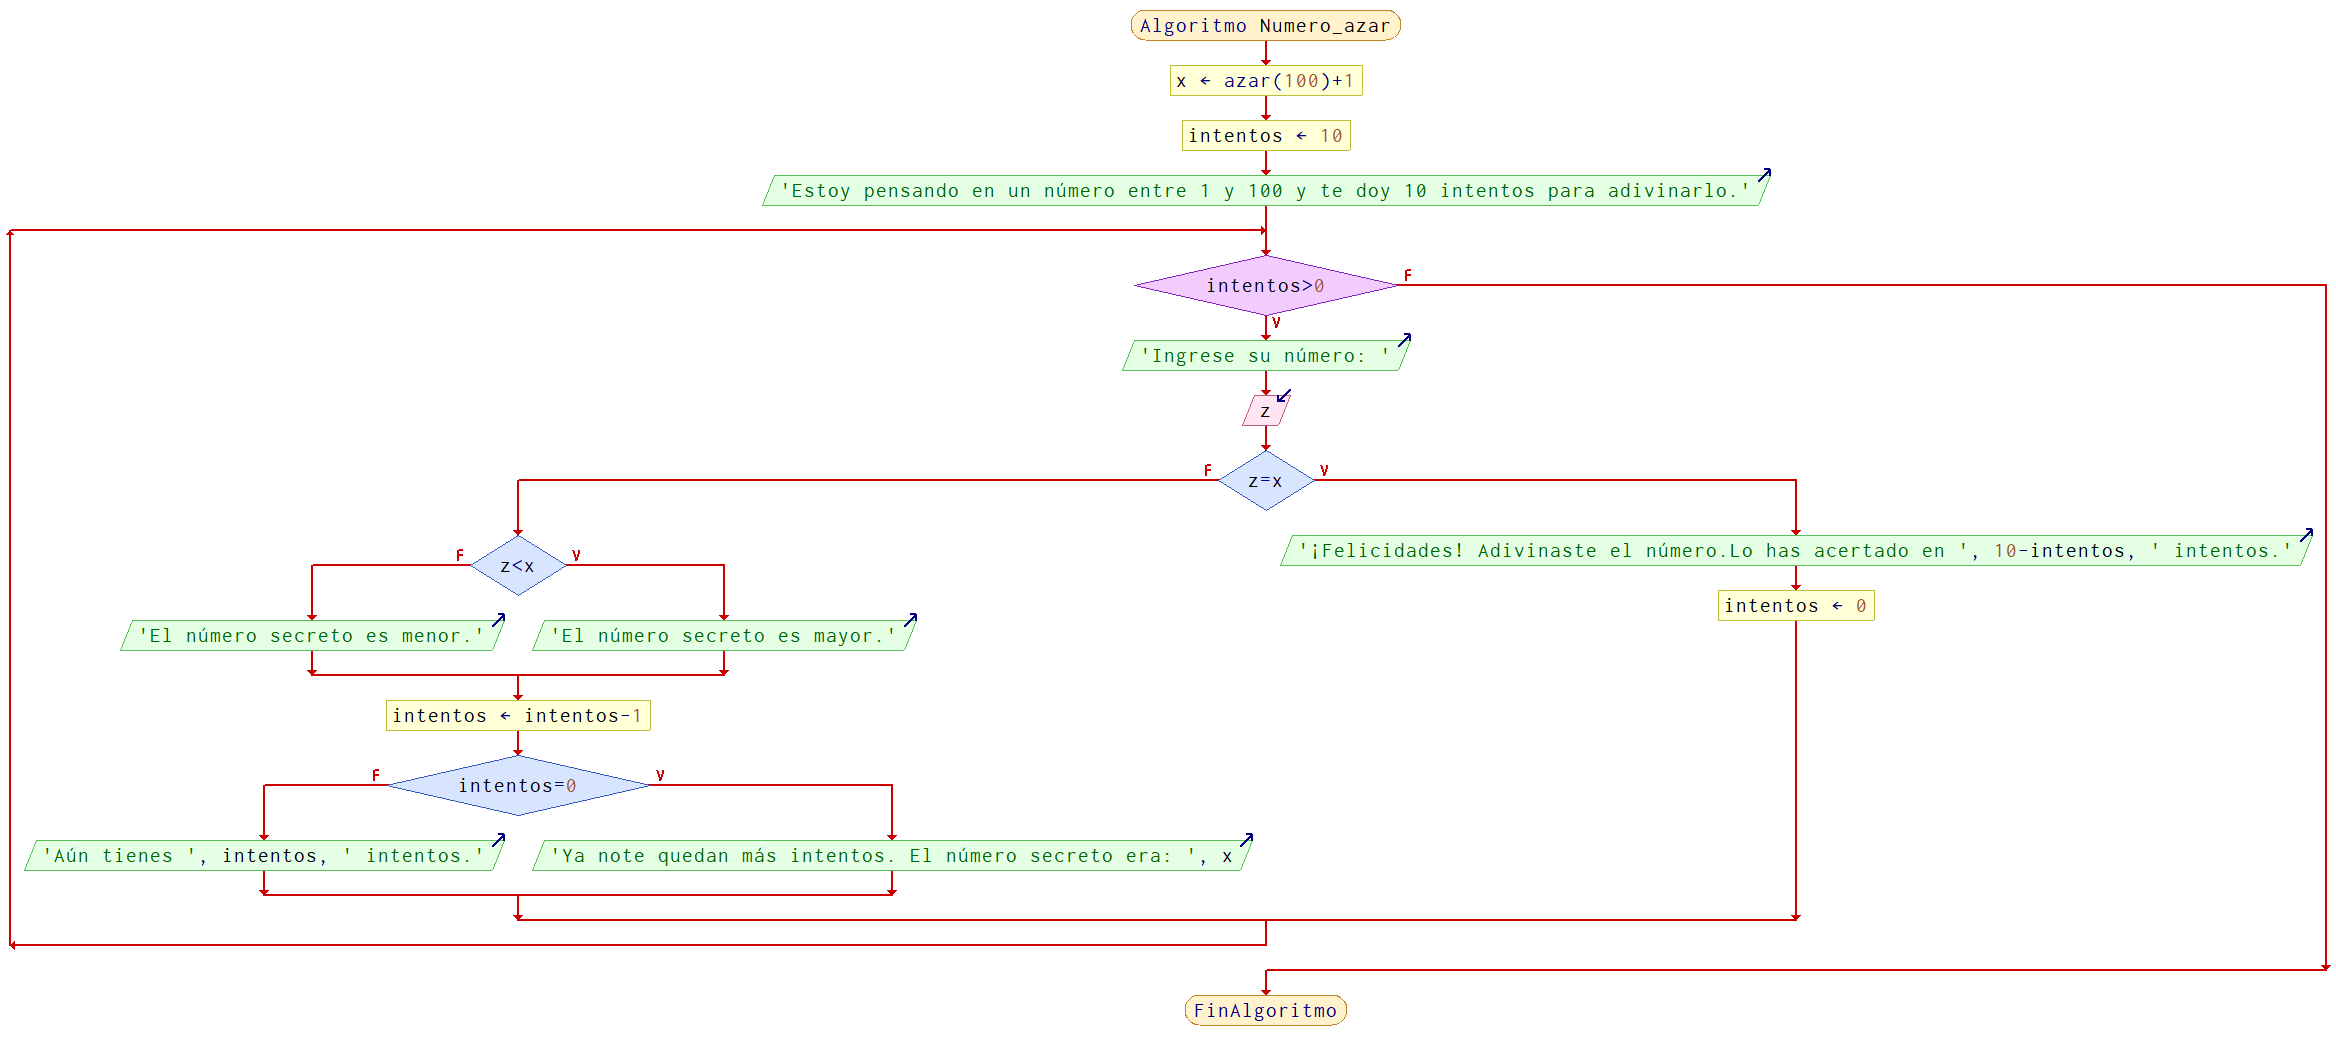 Algoritmo Numero_azar
x ← azar(100)+1
intentos ← 10
'Estoy pensando en un número entre 1 y 100 y te doy 10 intentos para adivinarlo.'
intentos>0
F
V
'Ingrese su número: '
z
F
z=x
V
F
z<x
V
'¡Felicidades! Adivinaste el número.Lo has acertado en ', 10-intentos, ' intentos.'
intentos ← 0
'El número secreto es menor.'
'El número secreto es mayor.'
intentos ← intentos-1
F
intentos=0
V
'Aún tienes ', intentos, ' intentos.'
'Ya note quedan más intentos. El número secreto era: ', x
FinAlgoritmo